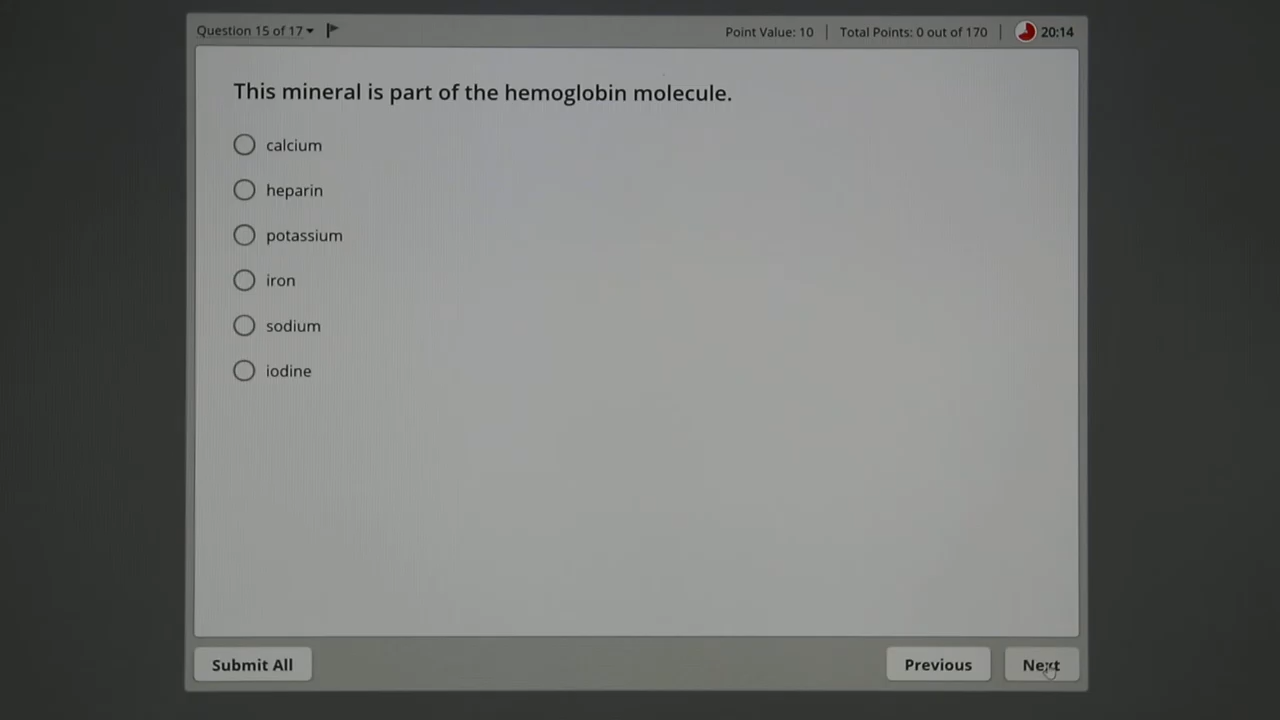 Question 15 of 17
Point Value: 10 | Total Points: 0 out of 170 | 20:14
This mineral is part of the hemoglobin molecule.
calcium
heparin
potassium
iron
sodium
iodine
Submit All
Previous
Next